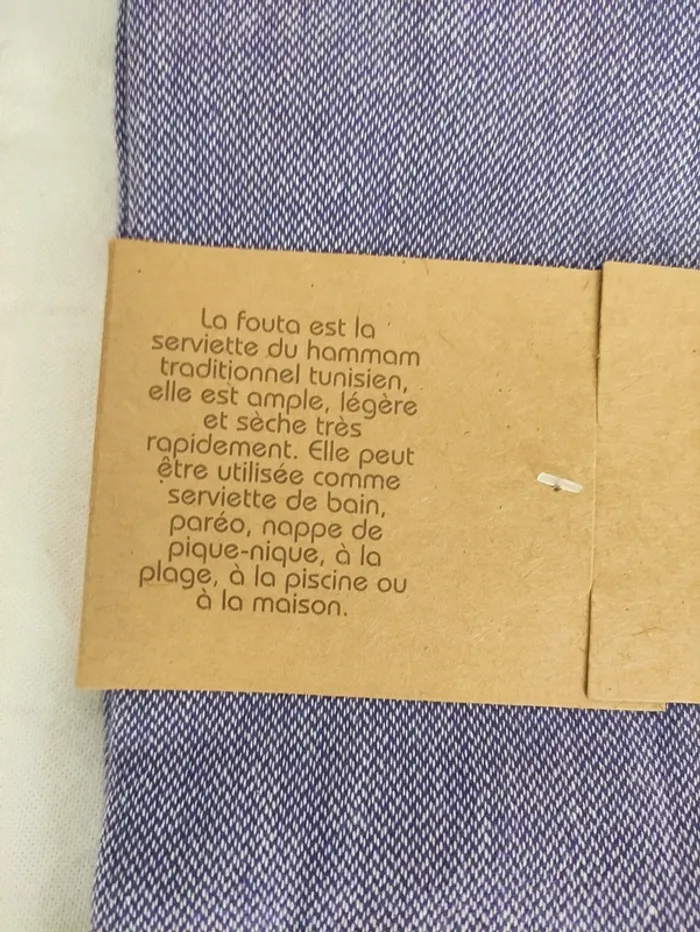 La fouta est la
serviette du hammam
traditionnel tunisien,
elle est ample, légère
et sèche très
rapidement. Elle peut
être utilisée comme
serviette de bain,
paréo, nappe de
pique-nique, à la
plage, à la piscine ou
à la maison.